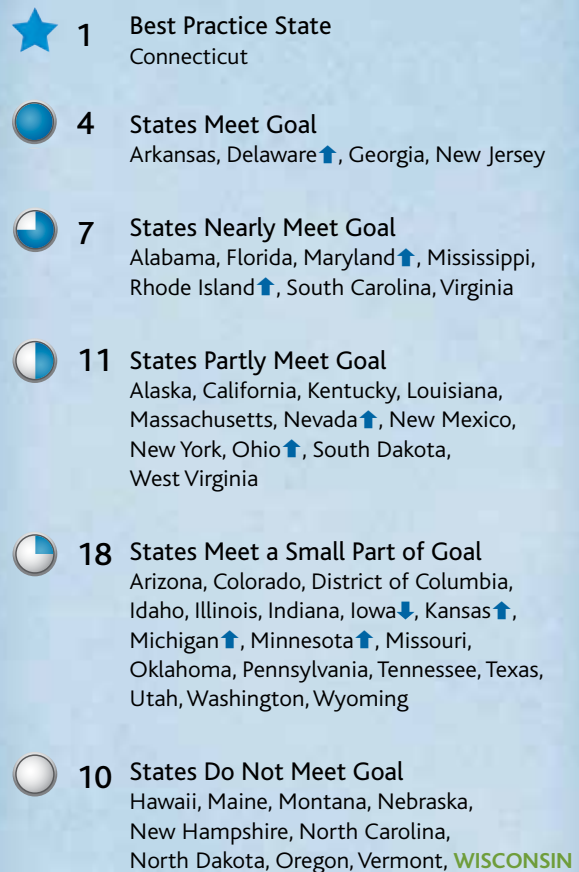 1 Best Practice State
Connecticut
4 States Meet Goal
Arkansas, Delaware⬆, Georgia, New Jersey
7 States Nearly Meet Goal
Alabama, Florida, Maryland⬆, Mississippi,
Rhode Island⬆, South Carolina, Virginia
11 States Partly Meet Goal
Alaska, California, Kentucky, Louisiana,
Massachusetts, Nevada⬆, New Mexico,
New York, Ohio⬆, South Dakota,
West Virginia
18 States Meet a Small Part of Goal
Arizona, Colorado, District of Columbia,
Idaho, Illinois, Indiana, Iowa⬇, Kansas⬆,
Michigan⬆, Minnesota⬆, Missouri,
Oklahoma, Pennsylvania, Tennessee, Texas,
Utah, Washington, Wyoming
10 States Do Not Meet Goal
Hawaii, Maine, Montana, Nebraska,
New Hampshire, North Carolina,
North Dakota, Oregon, Vermont, WISCONSIN